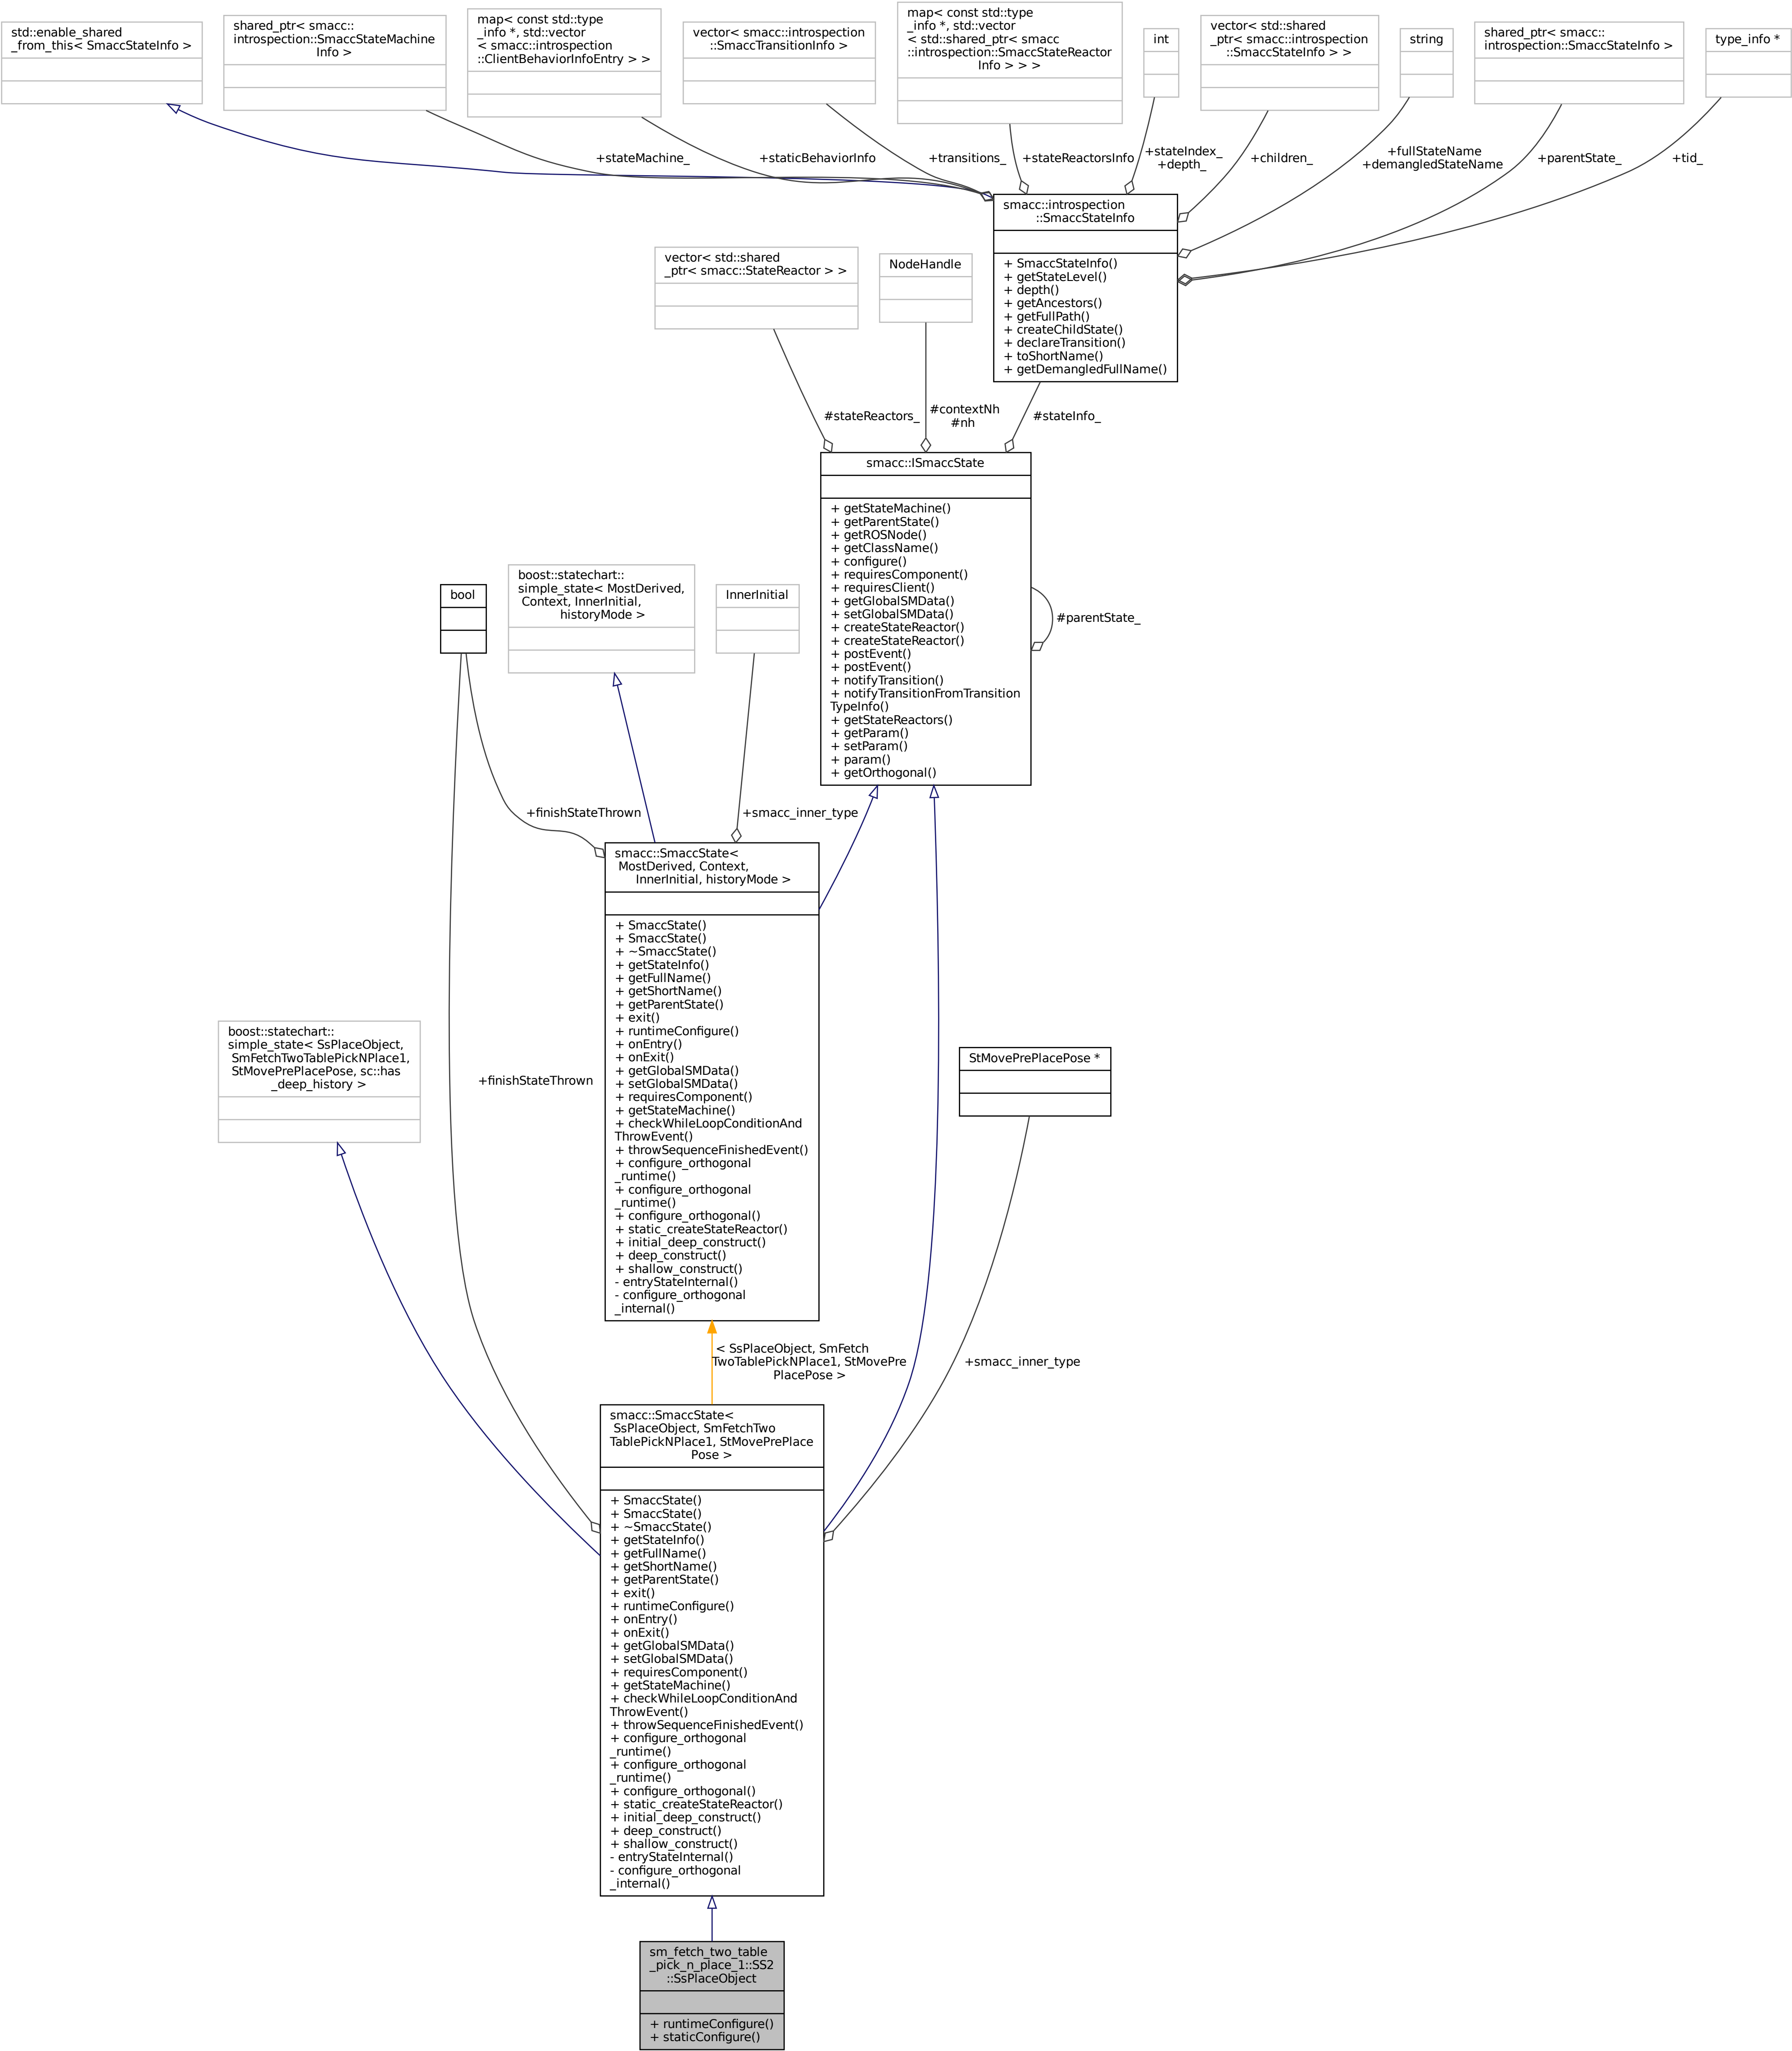 std::enable_shared
_from_this< SmaccStateInfo >
shared_ptr< smacc::
introspection::SmaccStateMachine
Info >
map< const std::type
_info *, std::vector
< smacc::introspection
::ClientBehaviorInfoEntry > >
vector< smacc::introspection
::SmaccTransitionInfo >
map< const std::type
_info *, std::vector
< std::shared_ptr< smacc
::introspection::SmaccStateReactor
Info > > >
int
vector< std::shared
_ptr< smacc::introspection
::SmaccStateInfo > >
string
shared_ptr< smacc::
introspection::SmaccStateInfo >
type_info *
+stateMachine_
+staticBehaviorInfo
+transitions_
+stateReactorsInfo
+stateIndex_
+depth_
+children_
+fullStateName
+demangledStateName
+parentState_
+tid_
smacc::introspection
::SmaccStateInfo
+ SmaccStateInfo()
+ getStateLevel()
+ depth()
+ getAncestors()
+ getFullPath()
+ createChildState()
+ declareTransition()
+ toShortName()
+ getDemangledFullName()
vector< std::shared
_ptr< smacc::StateReactor > >
NodeHandle
#stateReactors_
#contextNh
#nh
#stateInfo_
smacc::ISmaccState
+ getStateMachine()
+ getParentState()
+ getROSNode()
+ getClassName()
+ configure()
+ requiresComponent()
+ requiresClient()
+ getGlobalSMData()
+ setGlobalSMData()
+ createStateReactor()
+ createStateReactor()
+ postEvent()
+ postEvent()
+ notifyTransition()
+ notifyTransitionFromTransition
TypeInfo()
+ getStateReactors()
+ getParam()
+ setParam()
+ param()
+ getOrthogonal()
#parentState_
bool
boost::statechart::
simple_state< MostDerived,
Context, InnerInitial,
historyMode >
InnerInitial
+finishStateThrown
+smacc_inner_type
smacc::SmaccState<
MostDerived, Context,
InnerInitial, historyMode >
+ SmaccState()
+ SmaccState()
+ ~SmaccState()
+ getStateInfo()
+ getFullName()
+ getShortName()
+ getParentState()
+ exit()
+ runtimeConfigure()
+ onEntry()
+ onExit()
+ getGlobalSMData()
+ setGlobalSMData()
+ requiresComponent()
+ getStateMachine()
+ checkWhileLoopConditionAnd
ThrowEvent()
+ throwSequenceFinishedEvent()
+ configure_orthogonal
_runtime()
+ configure_orthogonal
_runtime()
+ configure_orthogonal()
+ static_createStateReactor()
+ initial_deep_construct()
+ deep_construct()
+ shallow_construct()
- entryStateInternal()
- configure_orthogonal
_internal()
boost::statechart::
simple_state< SsPlaceObject,
SmFetchTwoTablePickNPlace1,
StMovePrePlacePose, sc::has
_deep_history >
+finishStateThrown
StMovePrePlacePose *
< SsPlaceObject, SmFetch
TwoTablePickNPlace1, StMovePre
PlacePose >
+smacc_inner_type
smacc::SmaccState<
SsPlaceObject, SmFetchTwo
TablePickNPlace1, StMovePrePlace
Pose >
+ SmaccState()
+ SmaccState()
+ ~SmaccState()
+ getStateInfo()
+ getFullName()
+ getShortName()
+ getParentState()
+ exit()
+ runtimeConfigure()
+ onEntry()
+ onExit()
+ getGlobalSMData()
+ setGlobalSMData()
+ requiresComponent()
+ getStateMachine()
+ checkWhileLoopConditionAnd
ThrowEvent()
+ throwSequenceFinishedEvent()
+ configure_orthogonal
_runtime()
+ configure_orthogonal
_runtime()
+ configure_orthogonal()
+ static_createStateReactor()
+ initial_deep_construct()
+ deep_construct()
+ shallow_construct()
- entryStateInternal()
- configure_orthogonal
_internal()
sm_fetch_two_table
_pick_n_place_1::SS2
::SsPlaceObject
+ runtimeConfigure()
+ staticConfigure()